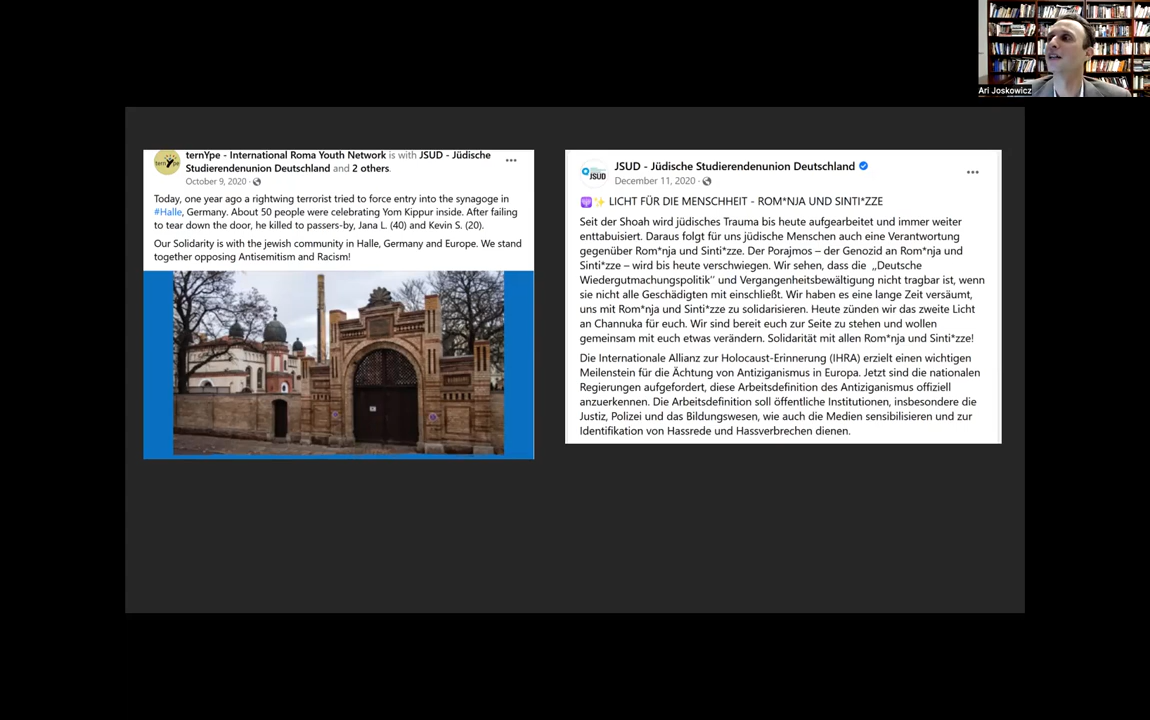 Ari Joskowicz
ternYpe - International Roma Youth Network is with JSUD - Jüdische
Studierendenunion Deutschland and 2 others.
October 9, 2020 ·
Today, one year ago a rightwing terrorist tried to force entry into the synagoge in
#Halle, Germany. About 50 people were celebrating Yom Kippur inside. After failing
to tear down the door, he killed to passers-by, Jana L. (40) and Kevin S. (20).
Our Solidarity is with the jewish community in Halle, Germany and Europe. We stand
together opposing Antisemitism and Racism!
JSUD
JSUD - Jüdische Studierendenunion Deutschland
December 11, 2020 ·
LICHT FÜR DIE MENSCHHEIT - ROM*NJA UND SINTI*ZZE
Seit der Shoah wird jüdisches Trauma bis heute aufgearbeitet und immer weiter
enttabuisiert. Daraus folgt für uns jüdische Menschen auch eine Verantwortung
gegenüber Rom*nja und Sinti*zze. Der Porajmos – der Genozid an Rom*nja und
Sinti*zze – wird bis heute verschwiegen. Wir sehen, dass die „Deutsche
Wiedergutmachungspolitik“ und Vergangenheitsbewältigung nicht tragbar ist, wenn
sie nicht alle Geschädigten mit einschließt. Wir haben es eine lange Zeit versäumt,
uns mit Rom*nja und Sinti*zze zu solidarisieren. Heute zünden wir das zweite Licht
an Channuka für euch. Wir sind bereit euch zur Seite zu stehen und wollen
gemeinsam mit euch etwas verändern. Solidarität mit allen Rom*nja und Sinti*zze!
Die Internationale Allianz zur Holocaust-Erinnerung (IHRA) erzielt einen wichtigen
Meilenstein für die Ächtung von Antiziganismus in Europa. Jetzt sind die nationalen
Regierungen aufgefordert, diese Arbeitsdefinition des Antiziganismus offiziell
anzuerkennen. Die Arbeitsdefinition soll öffentliche Institutionen, insbesondere die
Justiz, Polizei und das Bildungswesen, wie auch die Medien sensibilisieren und zur
Identifikation von Hassrede und Hassverbrechen dienen.